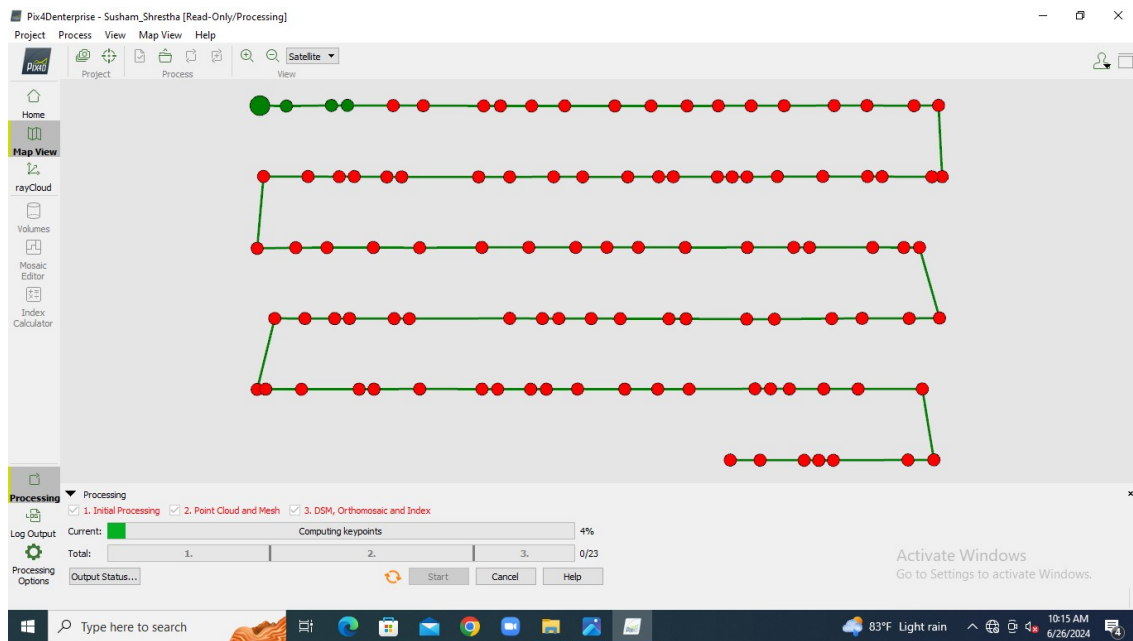 Pix4Denterprise - Susham_Shrestha [Read-Only/Processing]
Project Process View Map View Help
PIX4D
Satellite
Project Process View
Home
Map View
rayCloud
Volumes
Mosaic
Editor
Index
Calculator
Processing
Processing
1. Initial Processing 2. Point Cloud and Mesh 3. DSM, Orthomosaic and Index
Log Output
Current: Computing keypoints 4%
Total: 1. 2. 3. 0/23
Processing
Options
Output Status... Start Cancel Help
Activate Windows
Go to Settings to activate Windows.
Type here to search
83°F Light rain
10:15 AM
6/26/2024
4